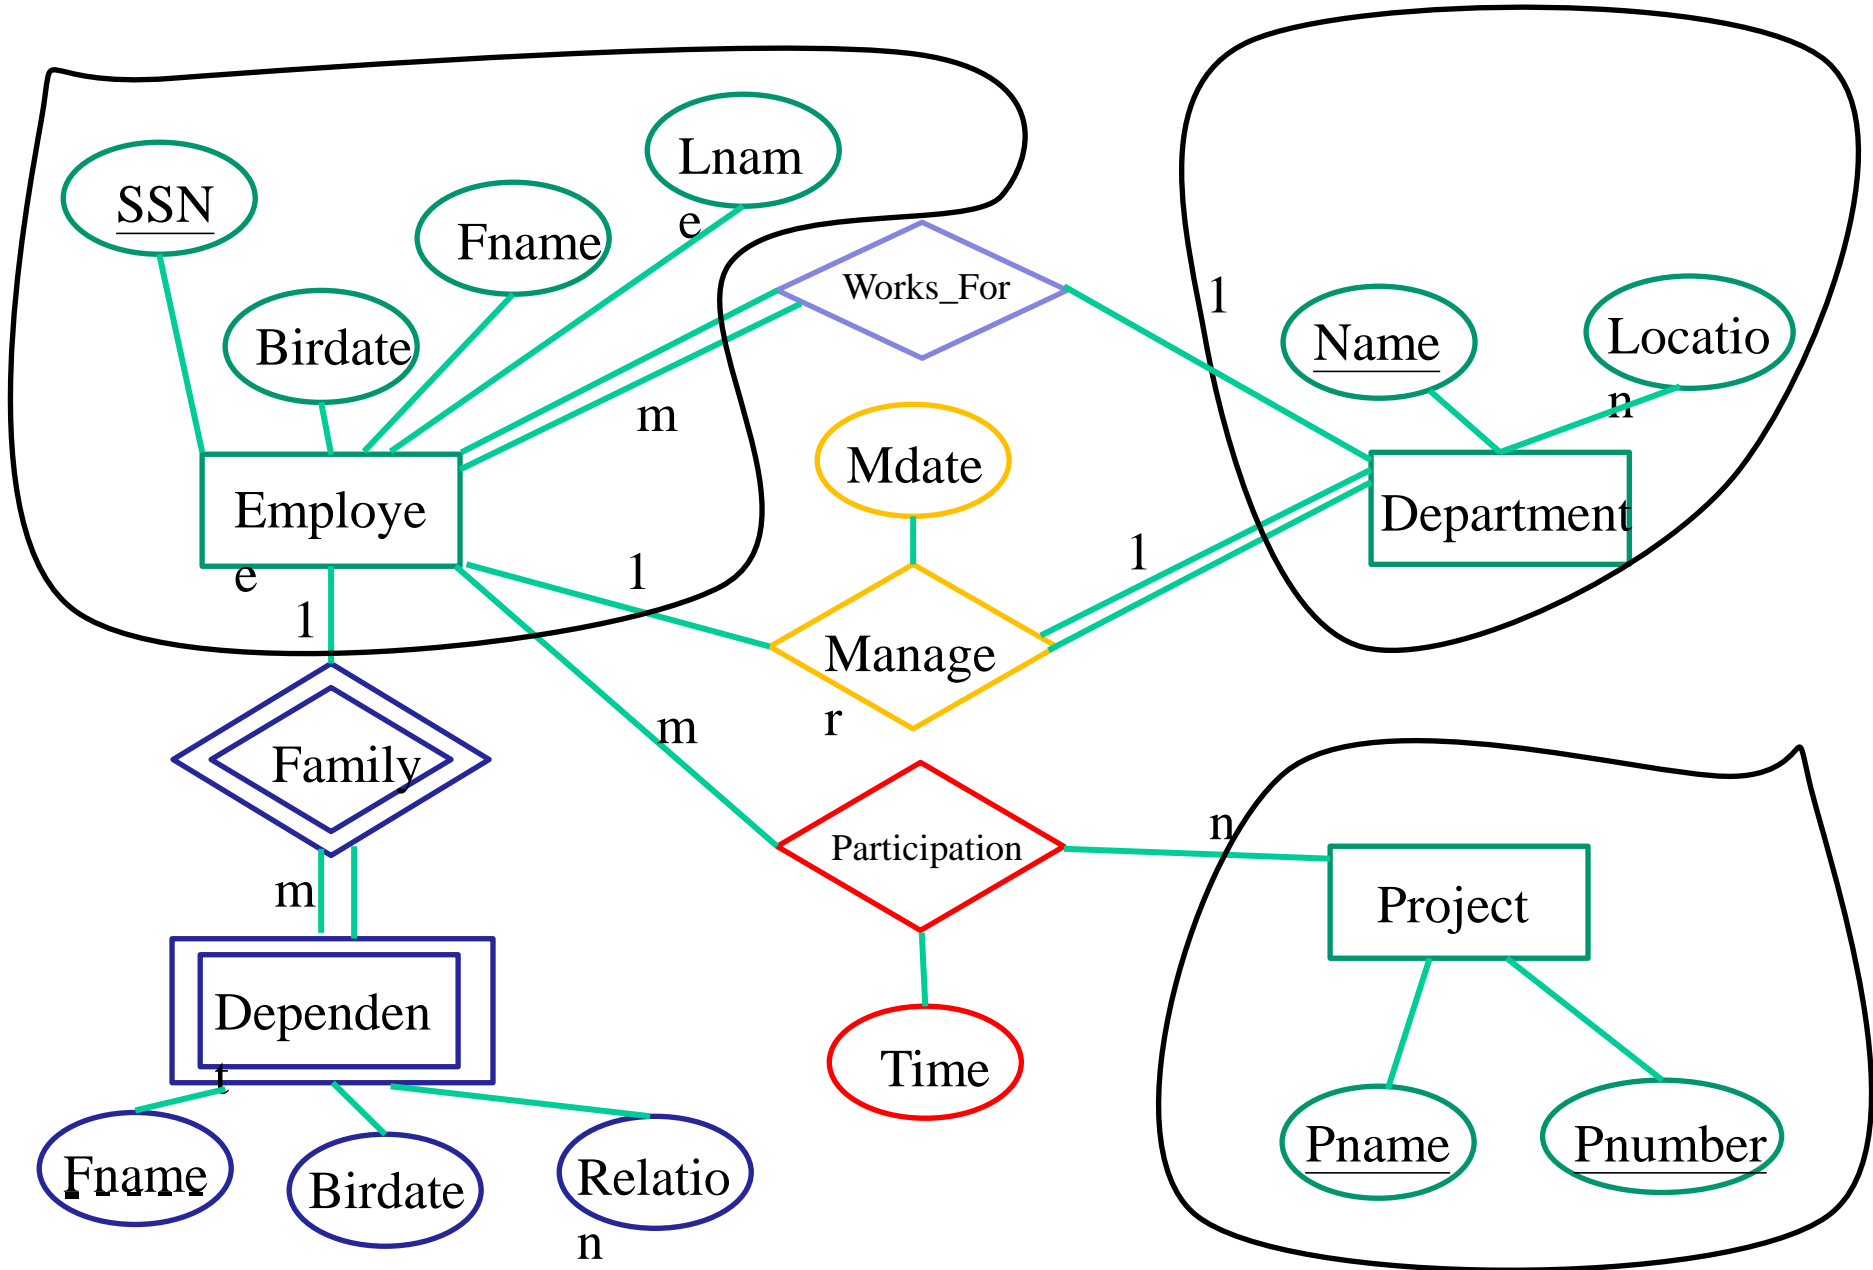 Lnam
e
SSN
Fname
Works_For
1
Birdate
Name
Locatio
n
m
Mdate
Employe
e
Department
1
1
1
Manage
r
m
Family
Participation
n
m
Project
Dependen
t
Time
Pname
Pnumber
Fname
Birdate
Relatio
n